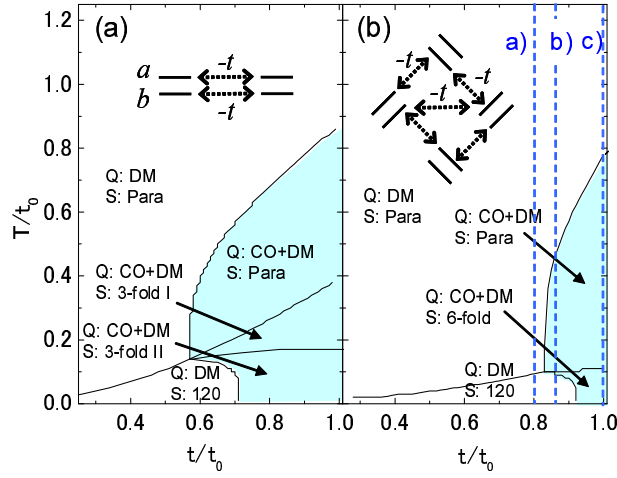 (a)
a
b
-t
-t
Q: DM
S: Para
Q: CO+DM
S: Para
Q: CO+DM
S: 3-fold I
Q: CO+DM
S: 3-fold II
Q: DM
S: 120
T/t0
0.0
0.2
0.4
0.6
0.8
1.0
1.2
0.4
0.6
0.8
1.0
t/t0
(b)
a)
b)
c)
-t
-t
-t
Q: DM
S: Para
Q: CO+DM
S: Para
Q: CO+DM
S: 6-fold
Q: DM
S: 120
0.4
0.6
0.8
1.0
t/t0